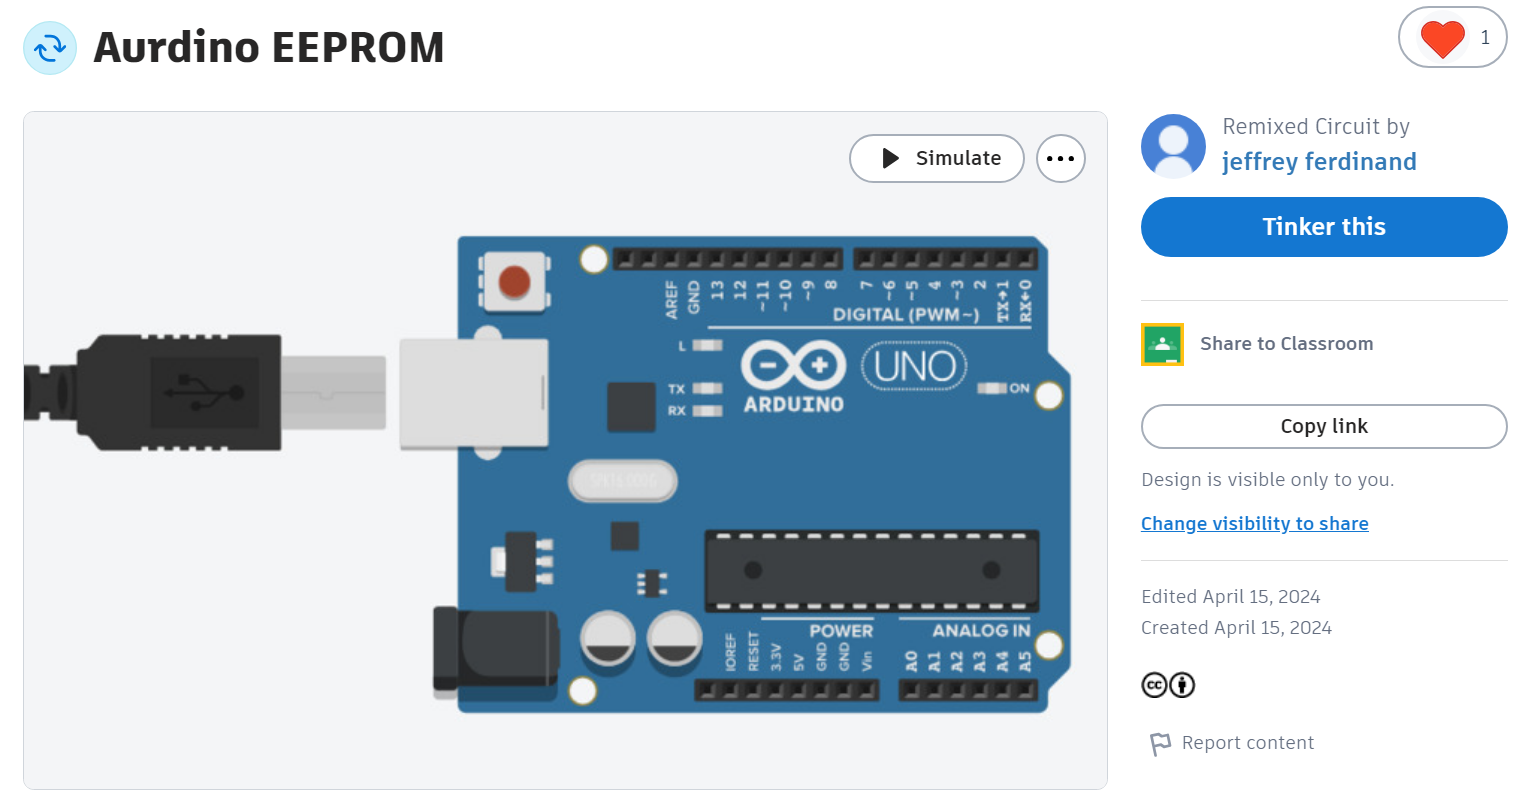 Aurdino EEPROM
1
Simulate
AREF
GND
13
12
~11
~10
~9
8
7
~6
~5
4
~3
2
TX→1
RX←0
DIGITAL (PWM~)
L
TX
RX
UNO
ARDUINO
ON
POWER
ANALOG IN
IOREF
RESET
3.3V
5V
GND
GND
Vin
A0
A1
A2
A3
A4
A5
Remixed Circuit by
jeffrey ferdinand
Tinker this
Share to Classroom
Copy link
Design is visible only to you.
Change visibility to share
Edited April 15, 2024
Created April 15, 2024
cc
Report content